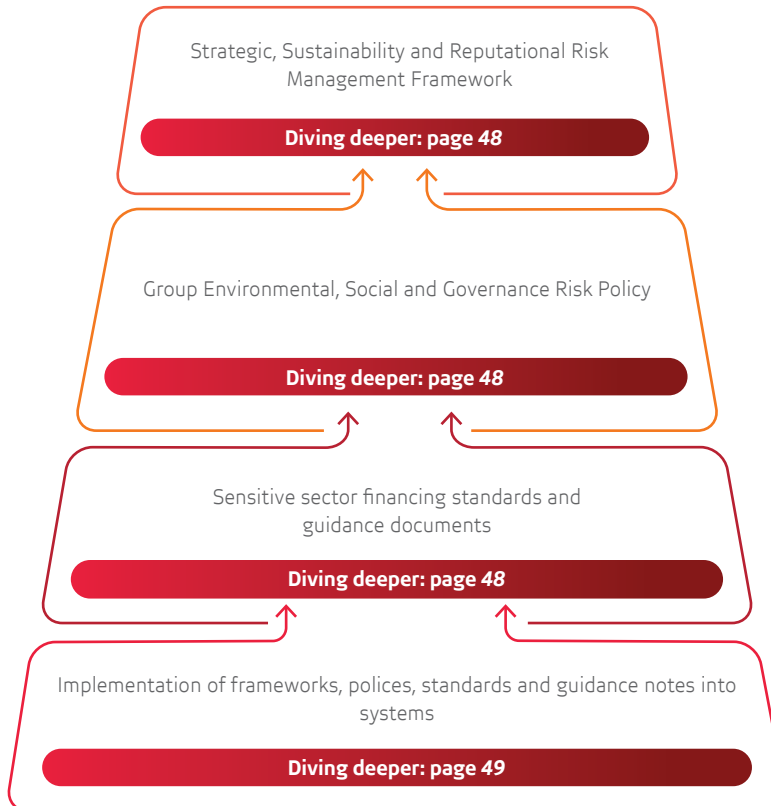 Strategic, Sustainability and Reputational Risk
Management Framework
Diving deeper: page 48
Group Environmental, Social and Governance Risk Policy
Diving deeper: page 48
Sensitive sector financing standards and
guidance documents
Diving deeper: page 48
Implementation of frameworks, polices, standards and guidance notes into
systems
Diving deeper: page 49